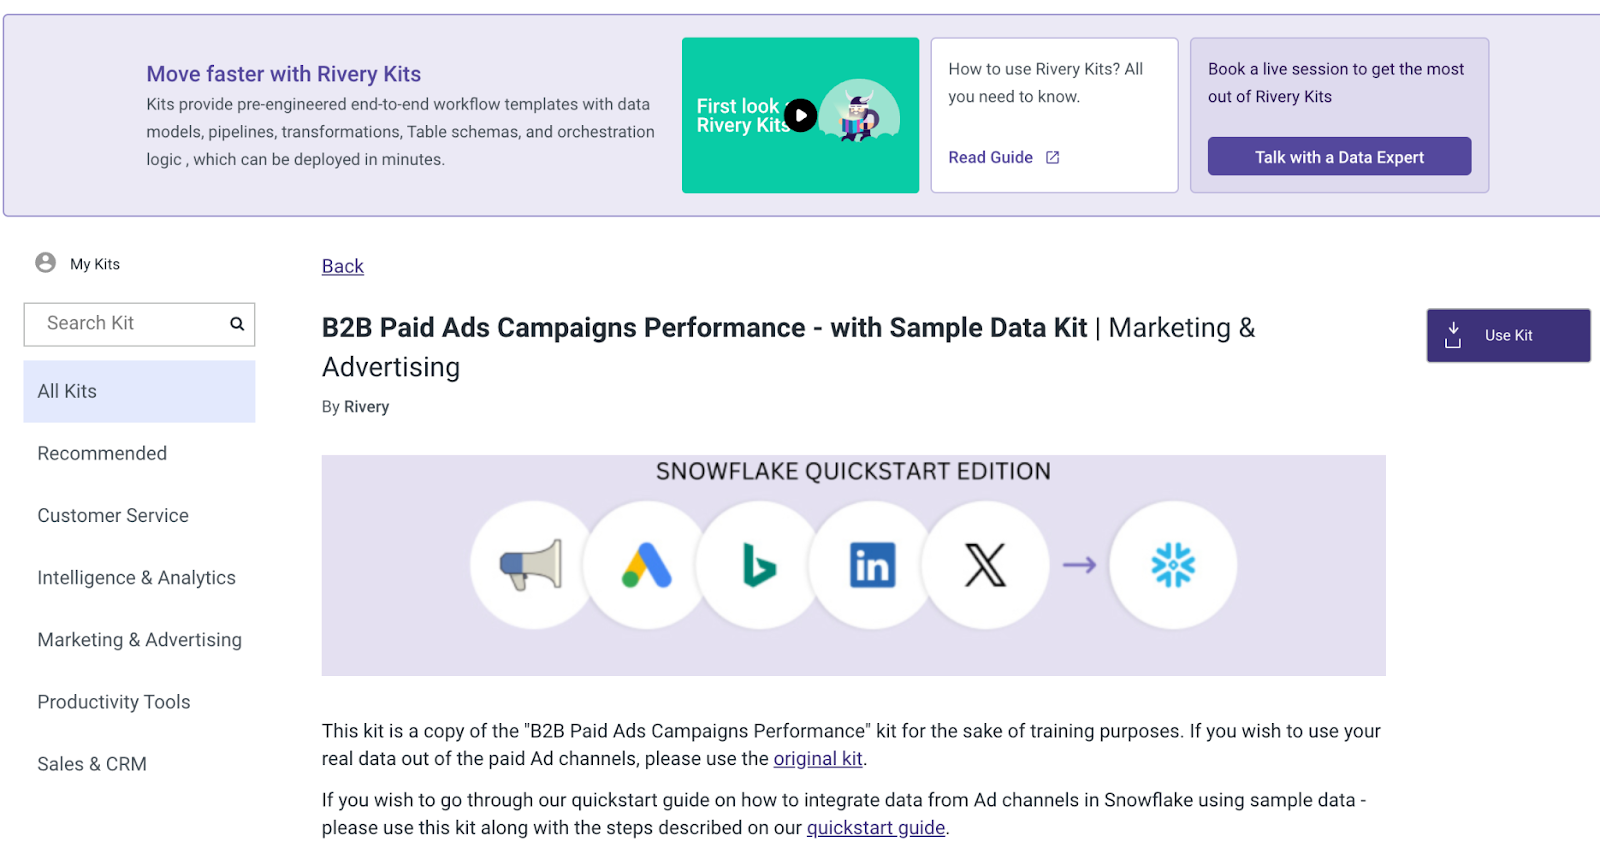 Move faster with Rivery Kits
Kits provide pre-engineered end-to-end workflow templates with data
models, pipelines, transformations, Table schemas, and orchestration
logic , which can be deployed in minutes.
First look
Rivery Kits
How to use Rivery Kits? All
you need to know.
Read Guide
Book a live session to get the most
out of Rivery Kits
Talk with a Data Expert
My Kits
Search Kit
All Kits
Recommended
Customer Service
Intelligence & Analytics
Marketing & Advertising
Productivity Tools
Sales & CRM
Back
B2B Paid Ads Campaigns Performance - with Sample Data Kit | Marketing &
Advertising
By Rivery
Use Kit
SNOWFLAKE QUICKSTART EDITION
in
This kit is a copy of the "B2B Paid Ads Campaigns Performance" kit for the sake of training purposes. If you wish to use your
real data out of the paid Ad channels, please use the original kit.
If you wish to go through our quickstart guide on how to integrate data from Ad channels in Snowflake using sample data -
please use this kit along with the steps described on our quickstart guide.